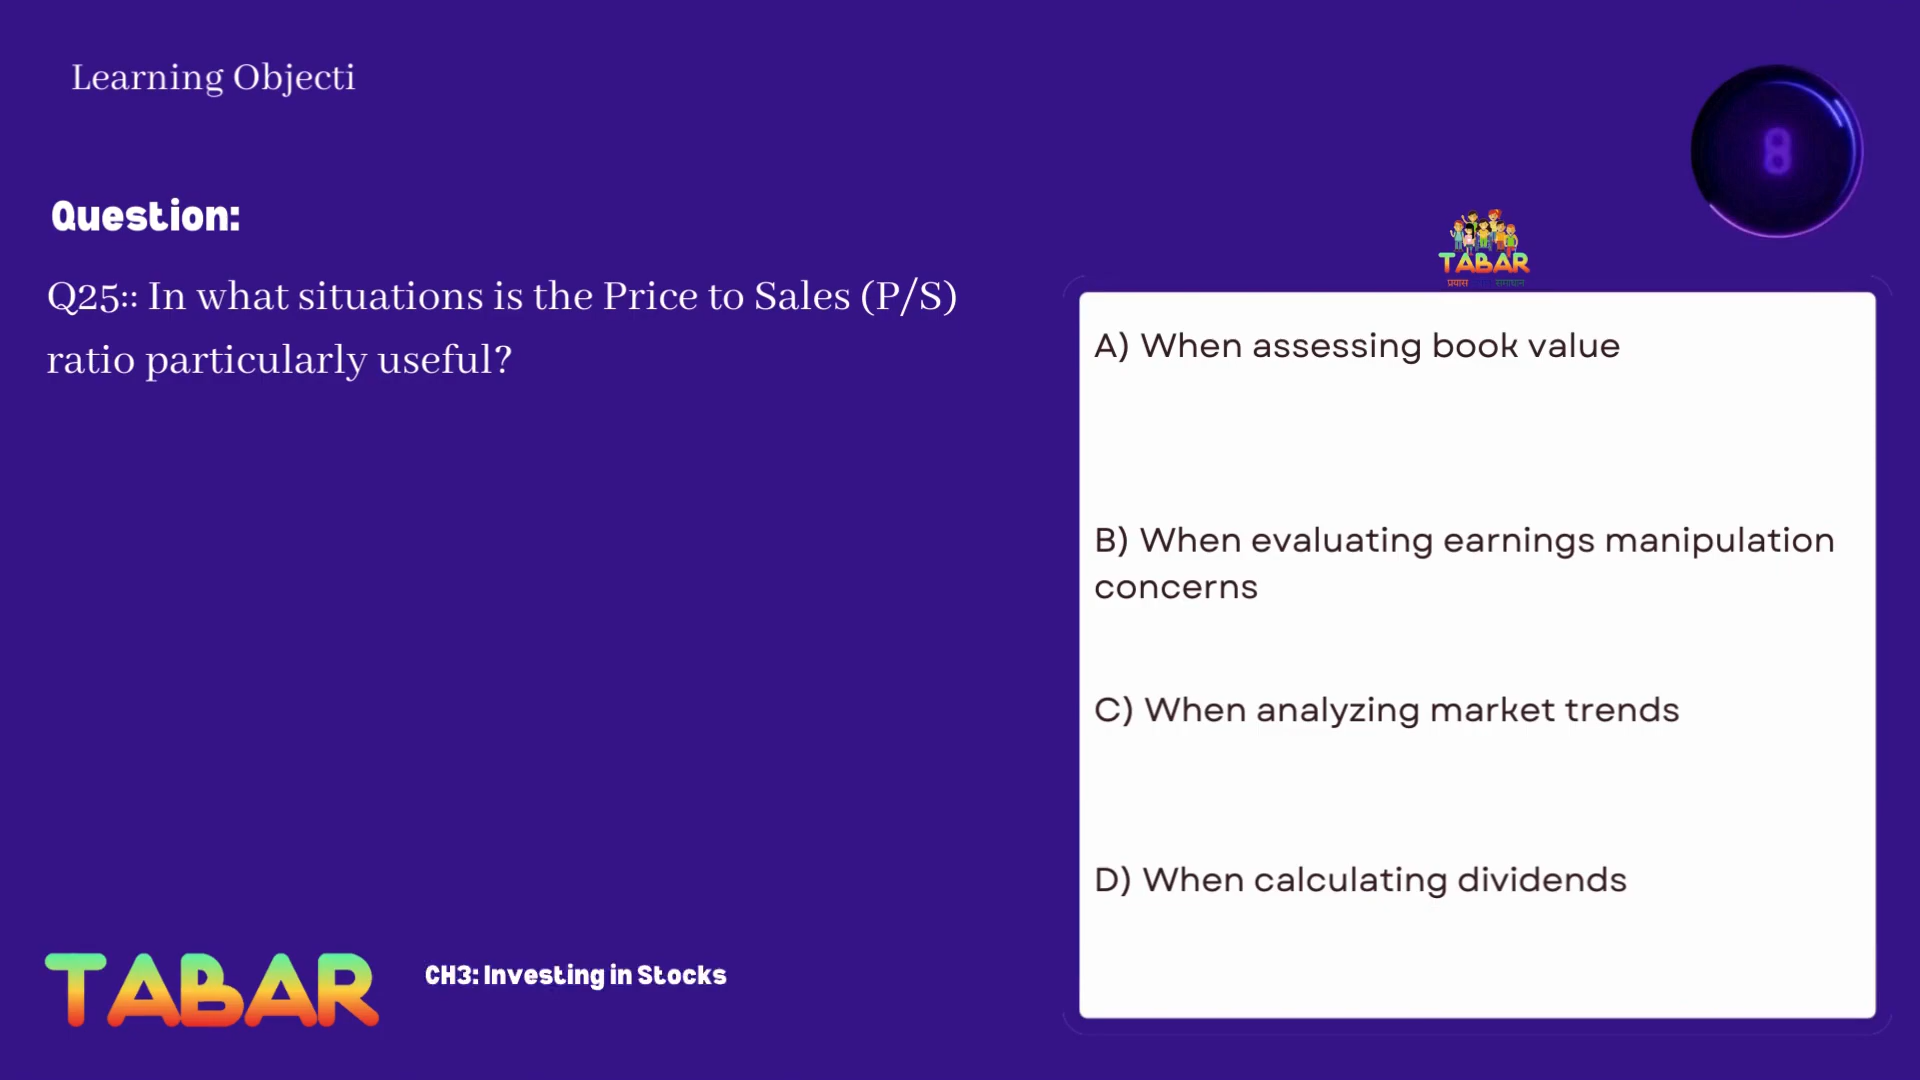 Learning Objecti
8
Question:
Q25:: In what situations is the Price to Sales (P/S)
ratio particularly useful?
TABAR
प्रयास समाधान
A) When assessing book value
B) When evaluating earnings manipulation
concerns
C) When analyzing market trends
D) When calculating dividends
TABAR
CH3: Investing in Stocks